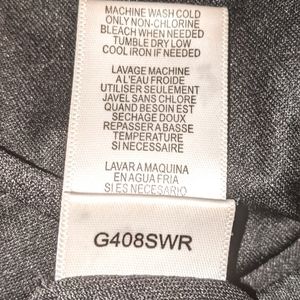 MACHINE WASH COLD
ONLY NON-CHLORINE
BLEACH WHEN NEEDED
TUMBLE DRY LOW
COOL IRON IF NEEDED
LAVAGE MACHINE
A L'EAU FROIDE
UTILISER SEULEMENT
JAVEL SANS CHLORE
QUAND BESOIN EST
SECHAGE DOUX
REPASSER A BASSE
TEMPERATURE
SI NECESSAIRE
LAVAR A MAQUINA
EN AGUA FRIA
SI ES NECESARIO
G408SWR